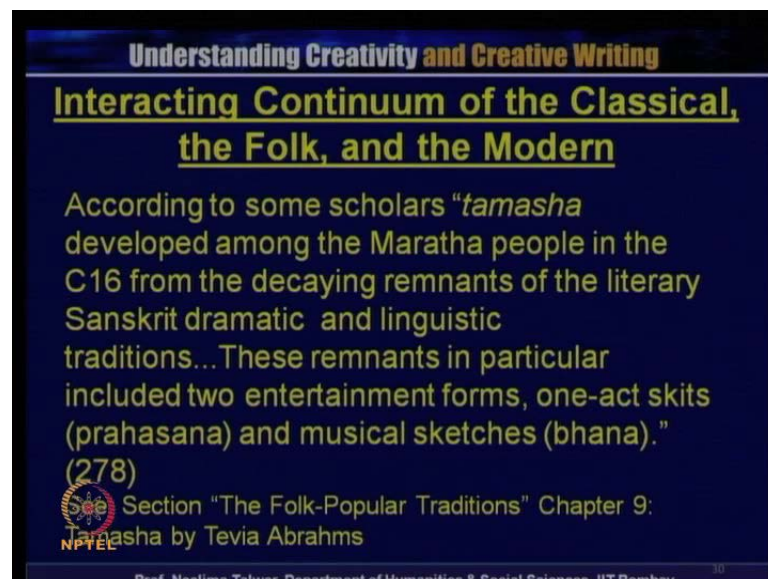 Understanding Creativity and Creative Writing
Interacting Continuum of the Classical,
the Folk, and the Modern
According to some scholars “tamasha
developed among the Maratha people in the
C16 from the decaying remnants of the literary
Sanskrit dramatic and linguistic
traditions...These remnants in particular
included two entertainment forms, one-act skits
(prahasana) and musical sketches (bhana).”
(278)
See Section “The Folk-Popular Traditions” Chapter 9:
Tamasha by Tevia Abrahms
NPTEL
30
Prof. Neelima Talwar, Department of Humanities & Social Sciences, IIT Bombay